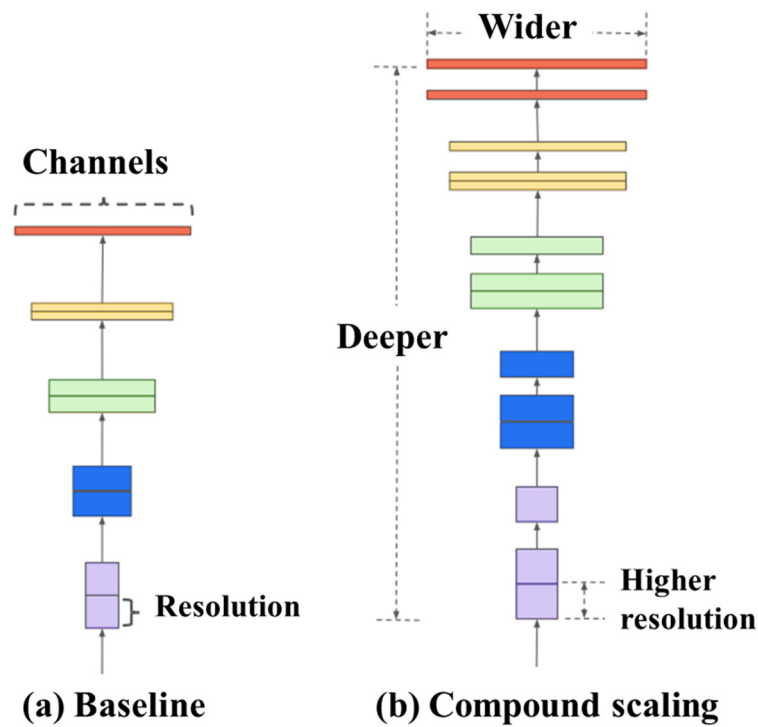 Channels
Resolution
(a) Baseline
Wider
Deeper
Higher
resolution
(b) Compound scaling